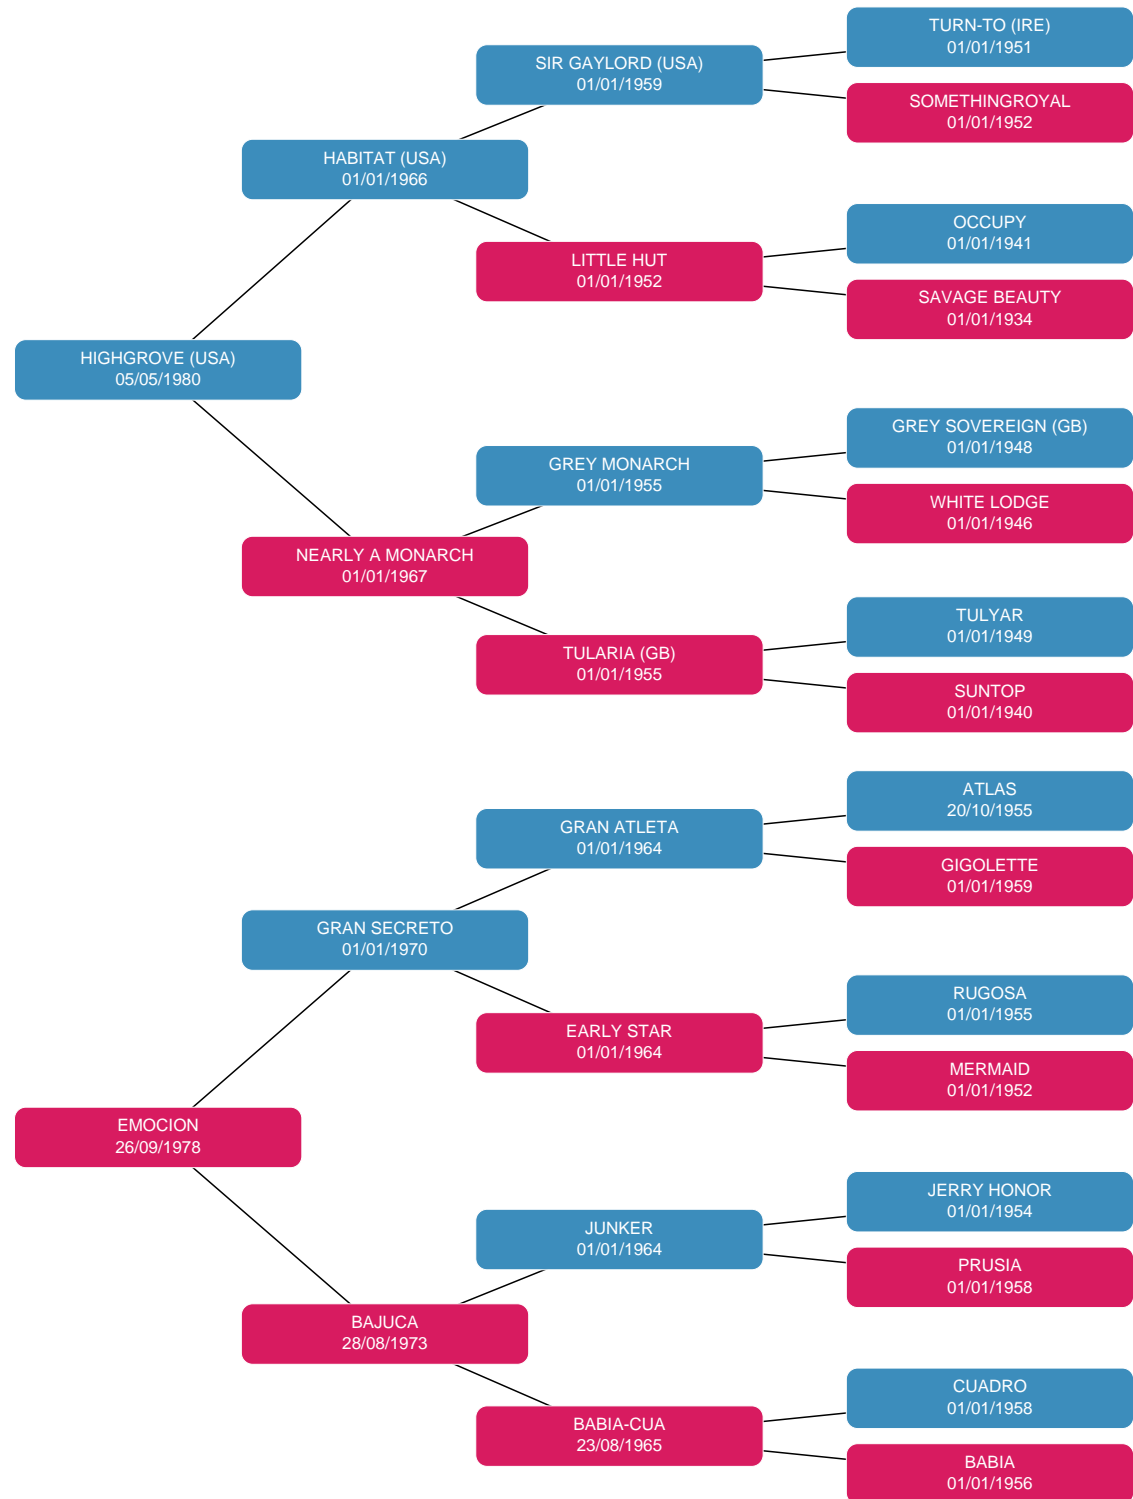 TURN-TO (IRE)
01/01/1951
SIR GAYLORD (USA)
01/01/1959
SOMETHINGROYAL
01/01/1952
HABITAT (USA)
01/01/1966
OCCUPY
01/01/1941
LITTLE HUT
01/01/1952
SAVAGE BEAUTY
01/01/1934
HIGHGROVE (USA)
05/05/1980
GREY SOVEREIGN (GB)
01/01/1948
GREY MONARCH
01/01/1955
WHITE LODGE
01/01/1946
NEARLY A MONARCH
01/01/1967
TULYAR
01/01/1949
TULARIA (GB)
01/01/1955
SUNTOP
01/01/1940
ATLAS
20/10/1955
GRAN ATLETA
01/01/1964
GIGOLETTE
01/01/1959
GRAN SECRETO
01/01/1970
RUGOSA
01/01/1955
EARLY STAR
01/01/1964
MERMAID
01/01/1952
EMOCION
26/09/1978
JERRY HONOR
01/01/1954
JUNKER
01/01/1964
PRUSIA
01/01/1958
BAJUCA
28/08/1973
CUADRO
01/01/1958
BABIA-CUA
23/08/1965
BABIA
01/01/1956